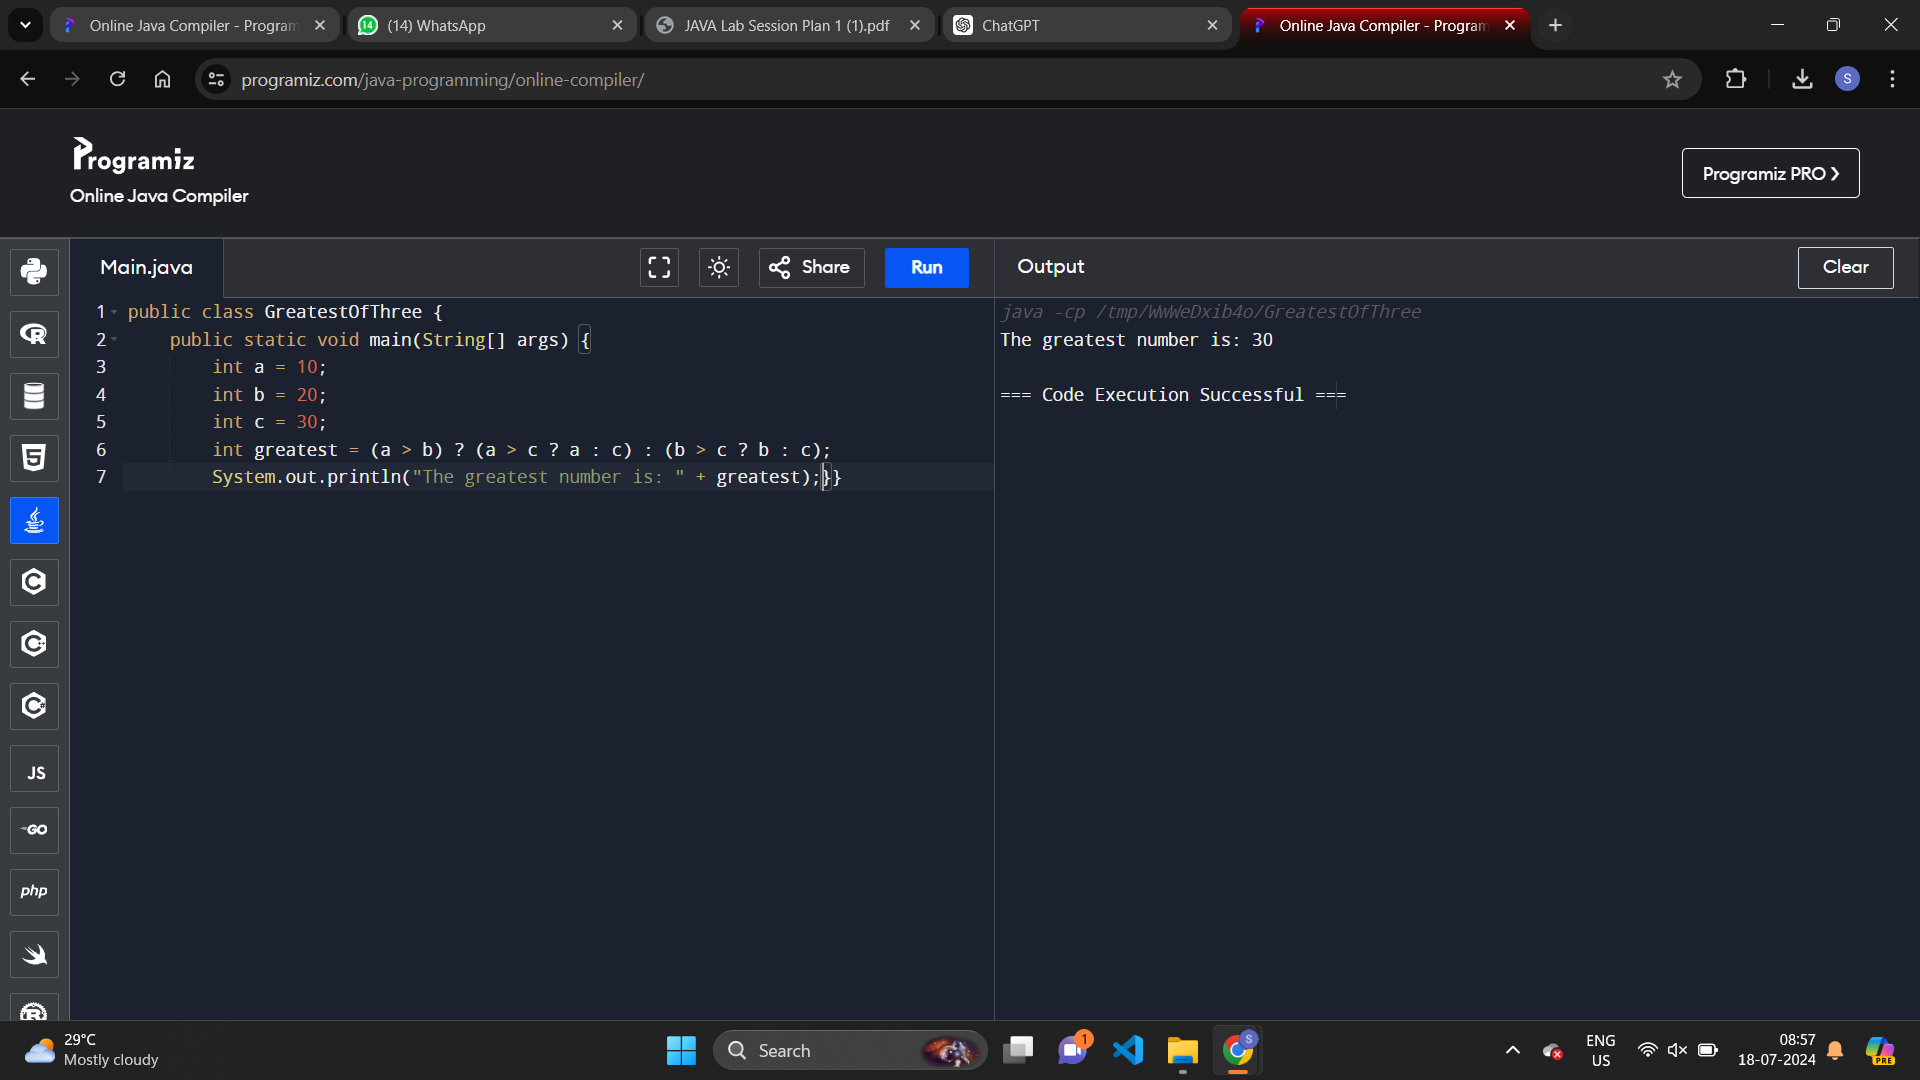 Online Java Compiler - Program
(14) WhatsApp
JAVA Lab Session Plan 1 (1).pdf
ChatGPT
Online Java Compiler - Program
programiz.com/java-programming/online-compiler/
S
Programiz
Online Java Compiler
Programiz PRO ❯
Main.java
Share
Run
Output
Clear
1 public class GreatestOfThree {
2     public static void main(String[] args) {
3         int a = 10;
4         int b = 20;
5         int c = 30;
6         int greatest = (a > b) ? (a > c ? a : c) : (b > c ? b : c);
7         System.out.println("The greatest number is: " + greatest);}}
java -cp /tmp/WWWeDxib4o/GreatestOfThree
The greatest number is: 30
=== Code Execution Successful ===
JS
GO
php
29°C
Mostly cloudy
Search
1
S
ENG
US
08:57
18-07-2024
PRE